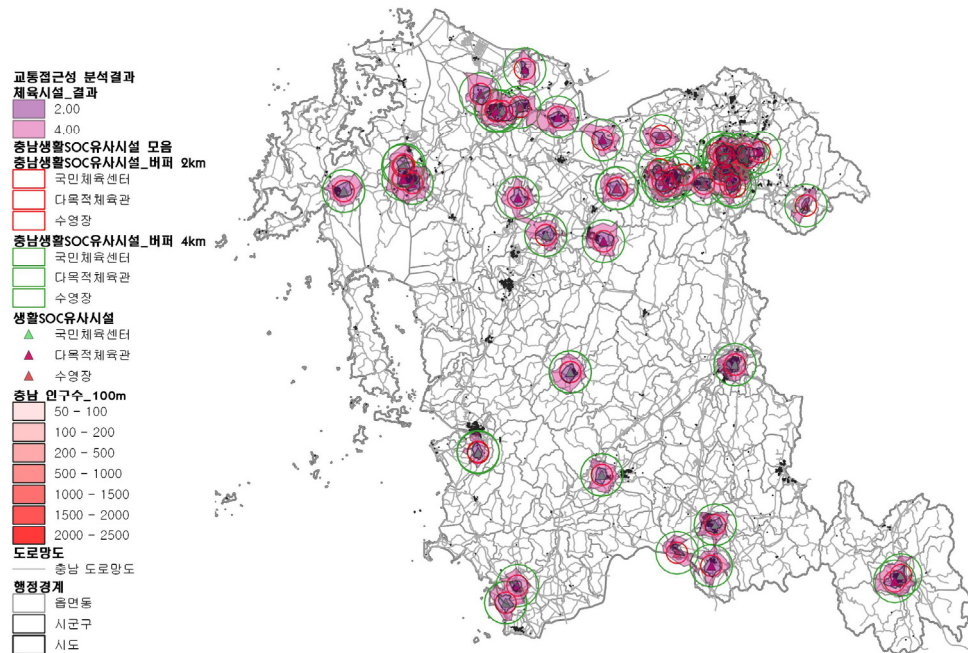 교통접근성 분석결과
체육시설_결과
2.00
4.00
충남생활SOC유사시설 모음
충남생활SOC유사시설_버퍼 2km
국민체육센터
다목적체육관
수영장
충남생활SOC유사시설_버퍼 4km
국민체육센터
다목적체육관
수영장
생활SOC유사시설
국민체육센터
다목적체육관
수영장
충남_인구수_100m
50 - 100
100 - 200
200 - 500
500 - 1000
1000 - 1500
1500 - 2000
2000 - 2500
도로망도
충남 도로망도
행정경계
읍면동
시군구
시도